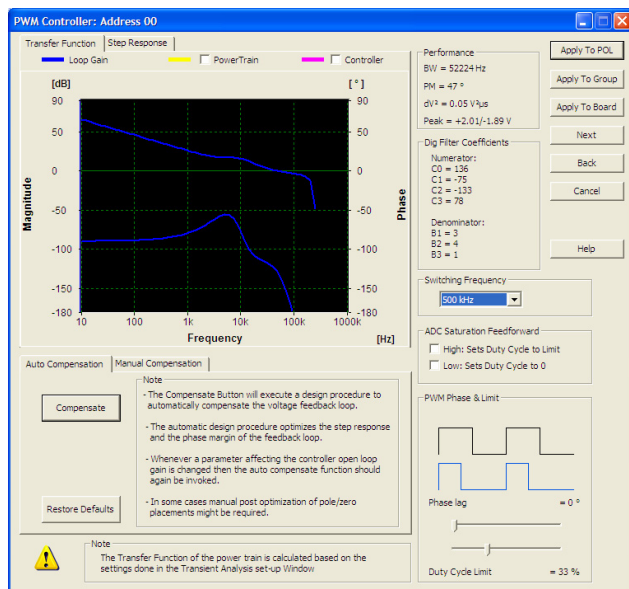 PWM Controller: Address 00
Transfer Function
Step Response
Loop Gain
PowerTrain
Controller
[dB]
[ ° ]
90
50
0
-50
-100
-150
-180
Magnitude
90
50
0
-50
-100
-150
-180
Phase
10
100
1k
10k
100k
1000k
Frequency
[Hz]
Performance
BW = 52224 Hz
PM = 47 °
dV² = 0.05 V²µs
Peak = +2.01/-1.89 V
Dig Filter Coefficients
Numerator:
C0 = 136
C1 = -75
C2 = -133
C3 = 78
Denominator:
B1 = 3
B2 = 4
B3 = 1
Apply To POL
Apply To Group
Apply To Board
Next
Back
Cancel
Help
Switching Frequency
500 kHz
ADC Saturation Feedforward
High: Sets Duty Cycle to Limit
Low: Sets Duty Cycle to 0
PWM Phase & Limit
Phase lag
= 0 °
Duty Cycle Limit
= 33 %
Auto Compensation
Manual Compensation
Compensate
Restore Defaults
Note
- The Compensate Button will execute a design procedure to
automatically compensate the voltage feedback loop.
- The automatic design procedure optimizes the step response
and the phase margin of the feedback loop.
- Whenever a parameter affecting the controller open loop
gain is changed then the auto compensate function should
again be invoked.
- In some cases manual post optimization of pole/zero
placements might be required.
Note
The Transfer Function of the power train is calculated based on the
settings done in the Transient Analysis set-up Window